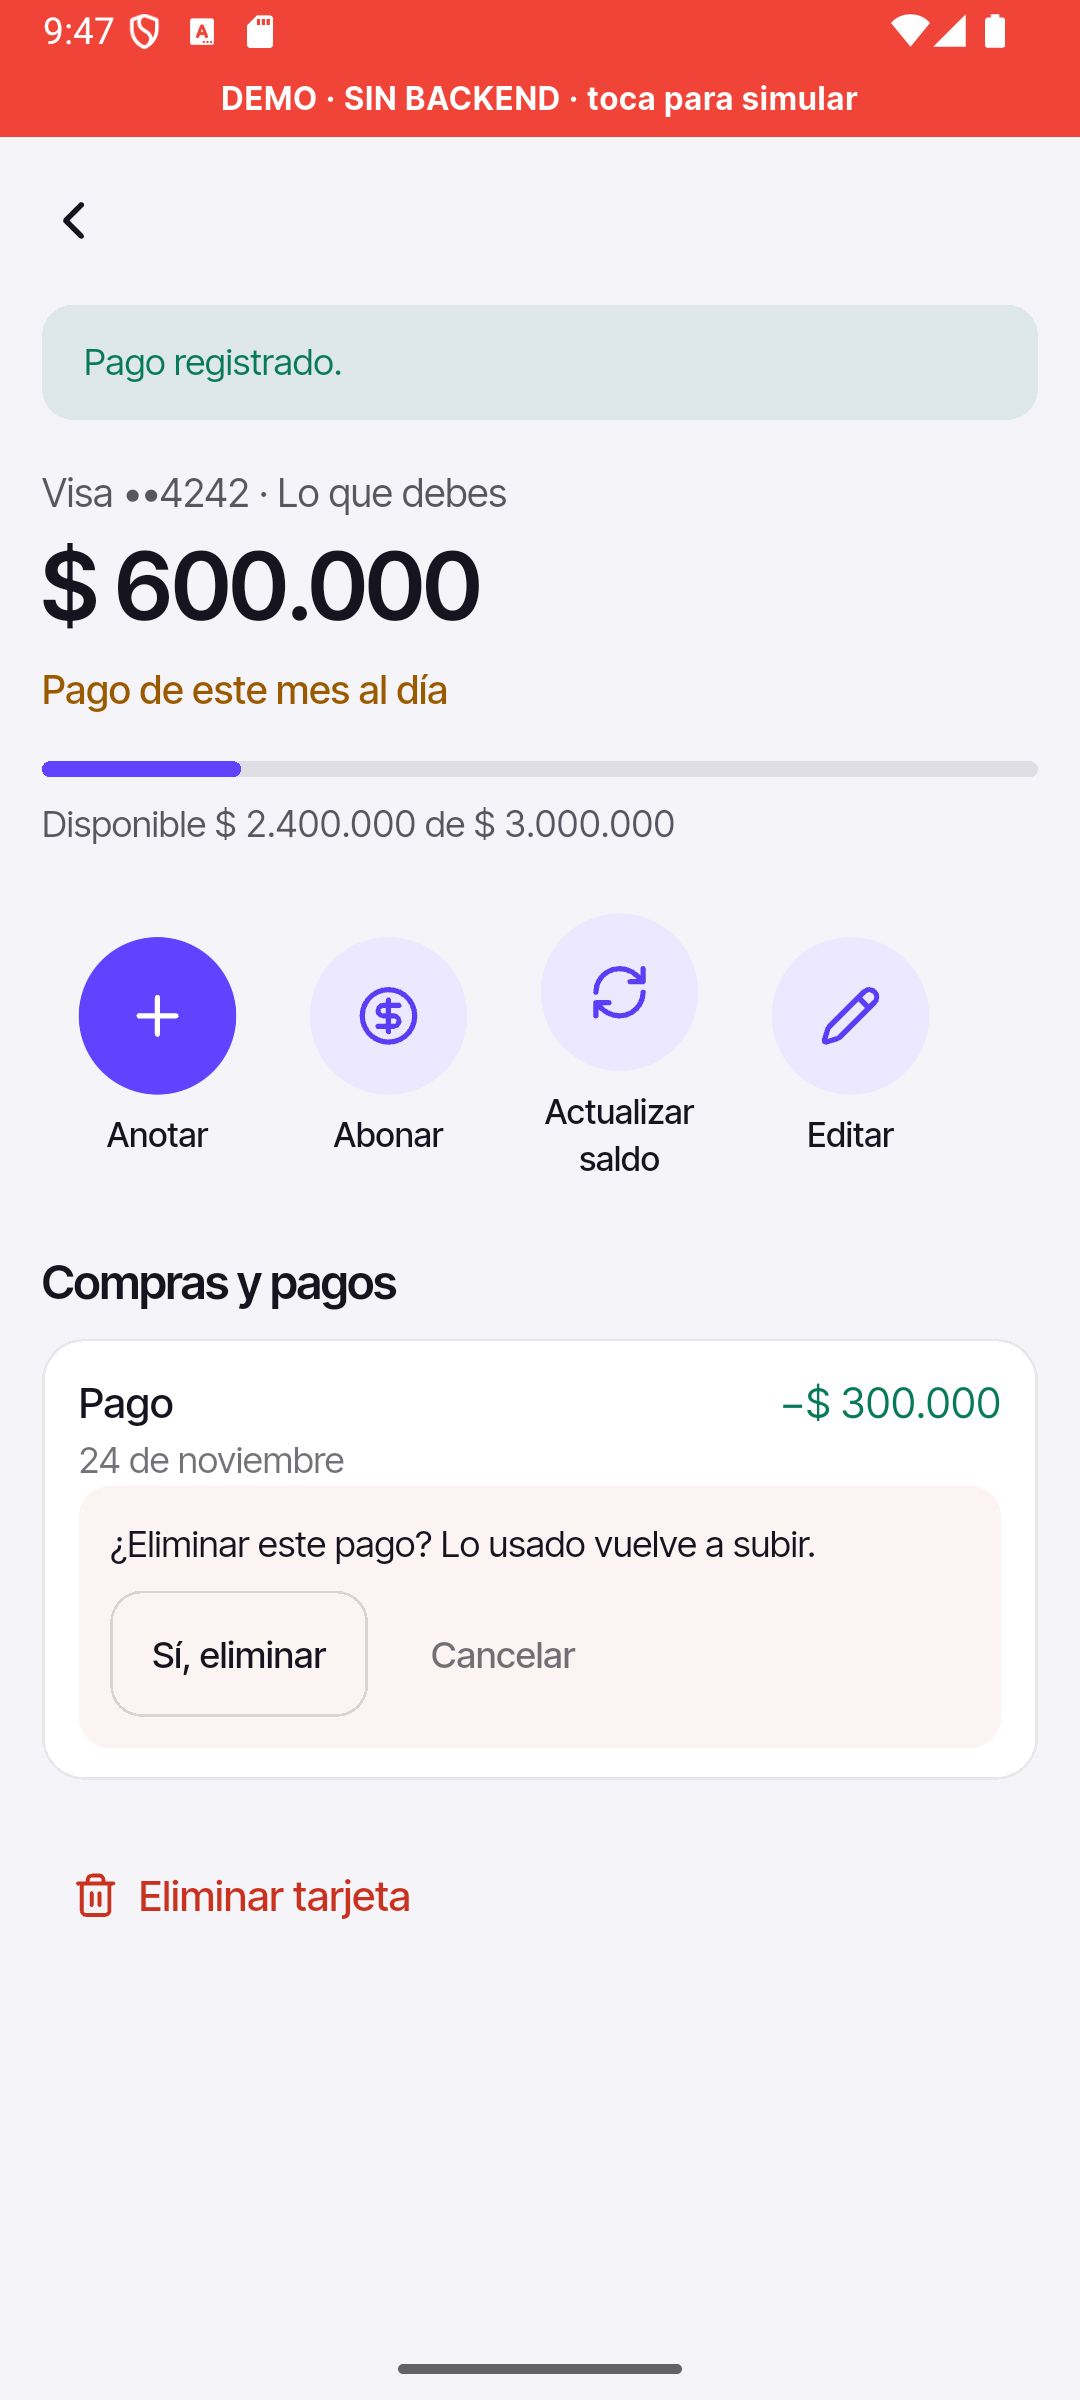 9:47
DEMO · SIN BACKEND · toca para simular
Pago registrado.
Visa ••4242 · Lo que debes
$ 600.000
Pago de este mes al día
Disponible $ 2.400.000 de $ 3.000.000
Anotar
Abonar
Actualizar
saldo
Editar
Compras y pagos
Pago
−$ 300.000
24 de noviembre
¿Eliminar este pago? Lo usado vuelve a subir.
Sí, eliminar
Cancelar
Eliminar tarjeta